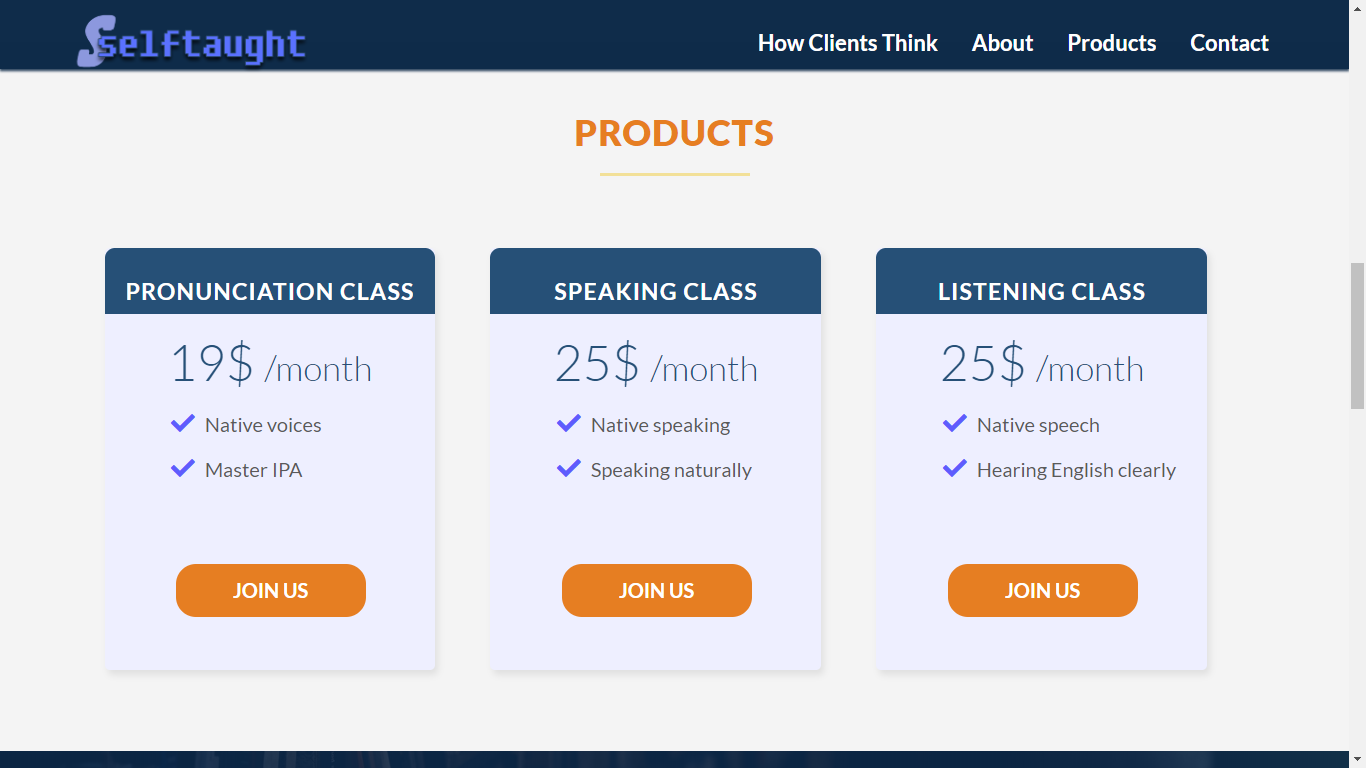 Sselftaught
How Clients Think
About
Products
Contact
PRODUCTS
PRONUNCIATION CLASS
19$ /month
Native voices
Master IPA
JOIN US
SPEAKING CLASS
25$ /month
Native speaking
Speaking naturally
JOIN US
LISTENING CLASS
25$ /month
Native speech
Hearing English clearly
JOIN US